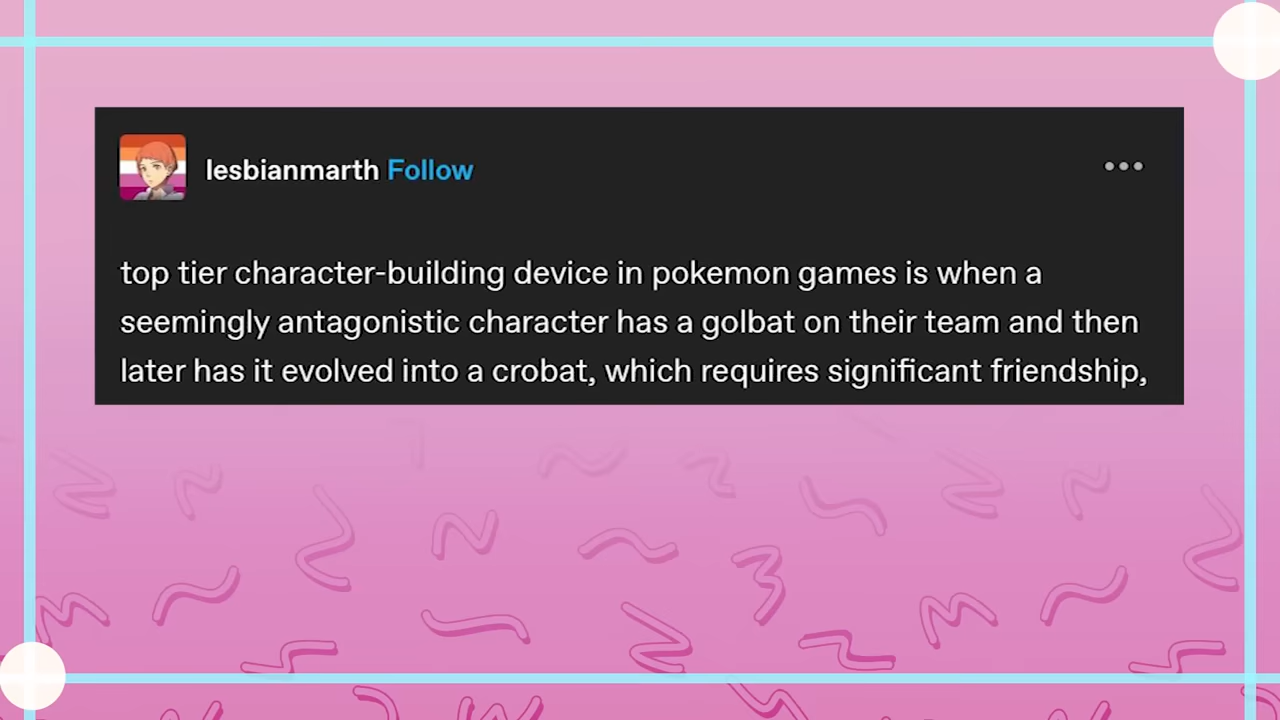 lesbianmarth Follow
top tier character-building device in pokemon games is when a
seemingly antagonistic character has a golbat on their team and then
later has it evolved into a crobat, which requires significant friendship,